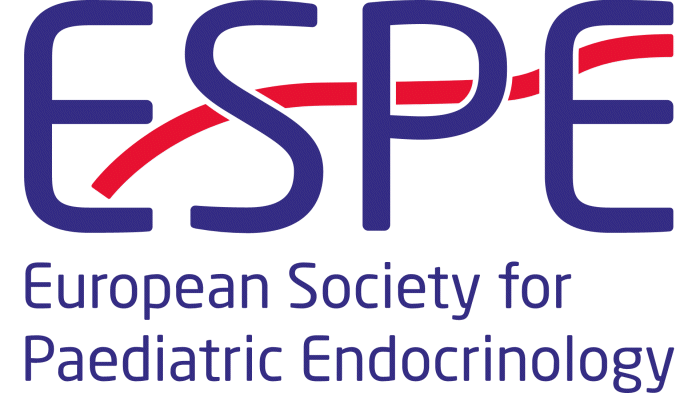 ESPE
European Society for
Paediatric Endocrinology